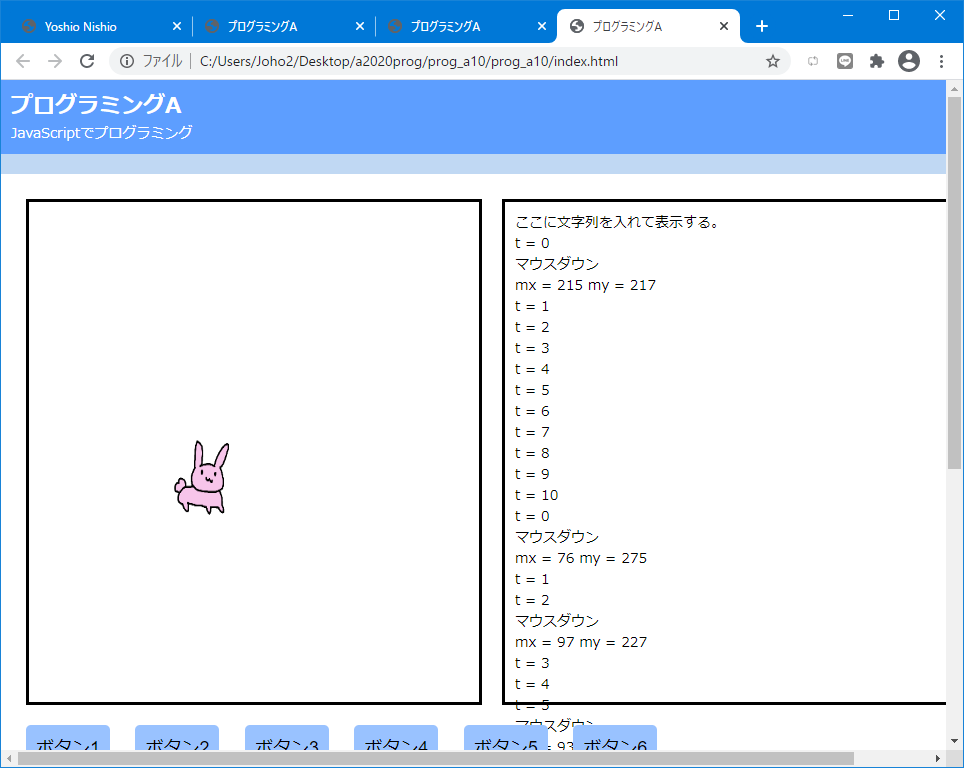 Yoshio Nishio
プログラミングA
プログラミングA
プログラミングA
ファイル C:/Users/Joho2/Desktop/a2020prog/prog_a10/prog_a10/index.html
プログラミングA
JavaScriptでプログラミング
ここに文字列を入れて表示する。
t = 0
マウスダウン
mx = 215 my = 217
t = 1
t = 2
t = 3
t = 4
t = 5
t = 6
t = 7
t = 8
t = 9
t = 10
t = 0
マウスダウン
mx = 76 my = 275
t = 1
t = 2
マウスダウン
mx = 97 my = 227
t = 3
t = 4
t = 5
マウスダウン
ボタン1 ボタン2 ボタン3 ボタン4 ボタン5 ボタン6